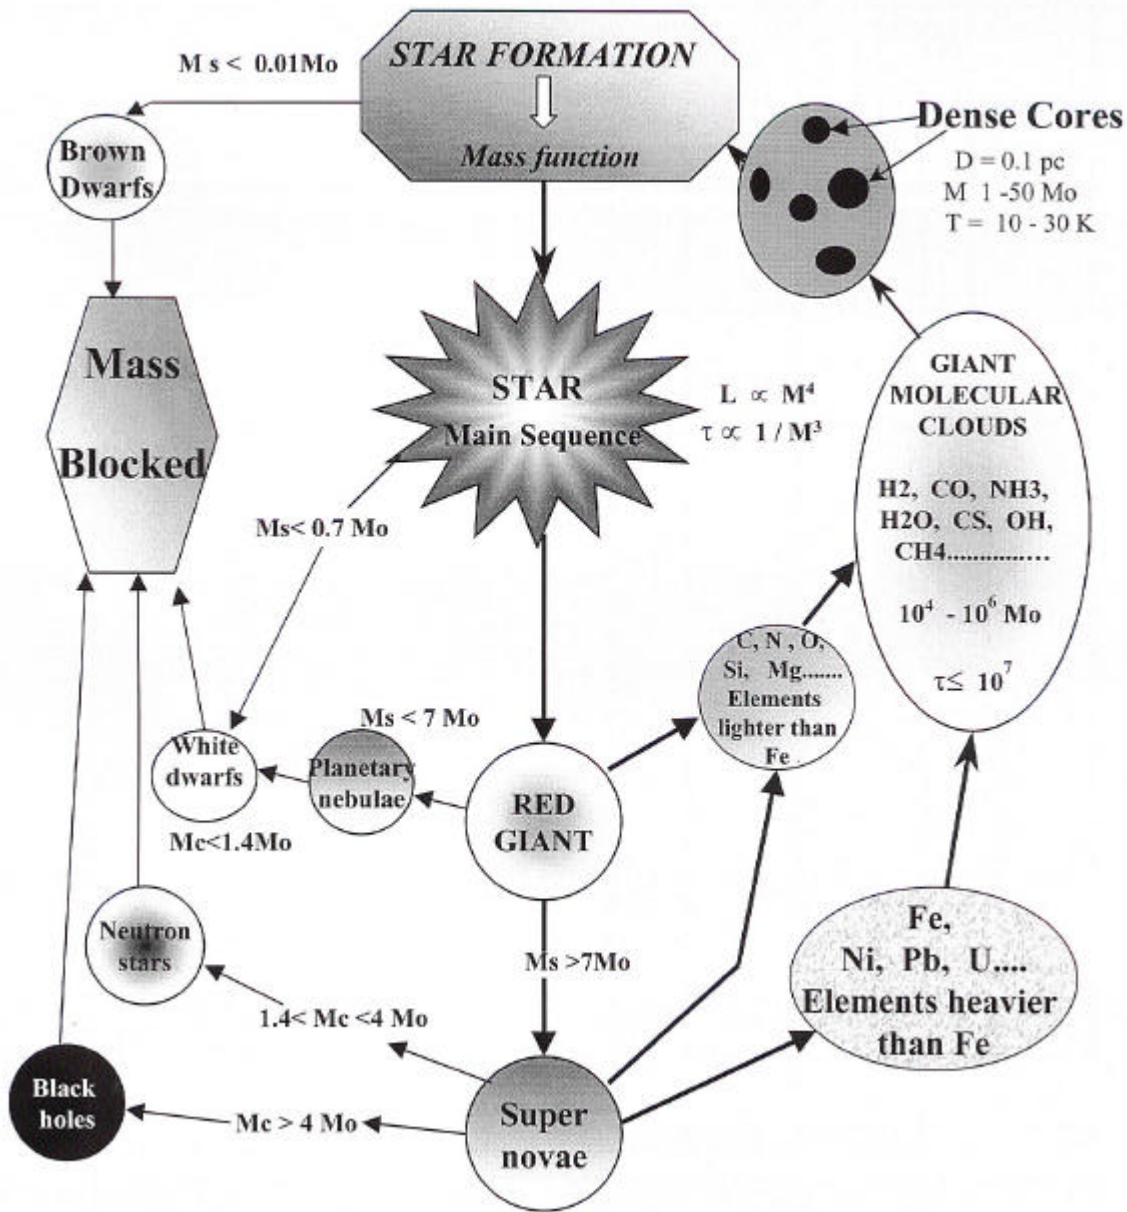 STAR FORMATION
Mass function
M s < 0.01Mo
Brown
Dwarfs
Dense Cores
D = 0.1 pc
M 1 -50 Mo
T = 10 - 30 K
Mass
Blocked
STAR
Main Sequence
L ∝ M⁴
τ ∝ 1 / M³
GIANT
MOLECULAR
CLOUDS
H2, CO, NH3,
H2O, CS, OH,
CH4................
10⁴ - 10⁶ Mo
τ≤ 10⁷
Ms< 0.7 Mo
C, N , O,
Si, Mg.......
Elements
lighter than
Fe
Ms < 7 Mo
White
dwarfs
Planetary
nebulae
RED
GIANT
Mc<1.4Mo
Neutron
stars
Ms >7Mo
Fe,
Ni, Pb, U....
Elements heavier
than Fe
1.4< Mc <4 Mo
Black
holes
Mc > 4 Mo
Super
novae